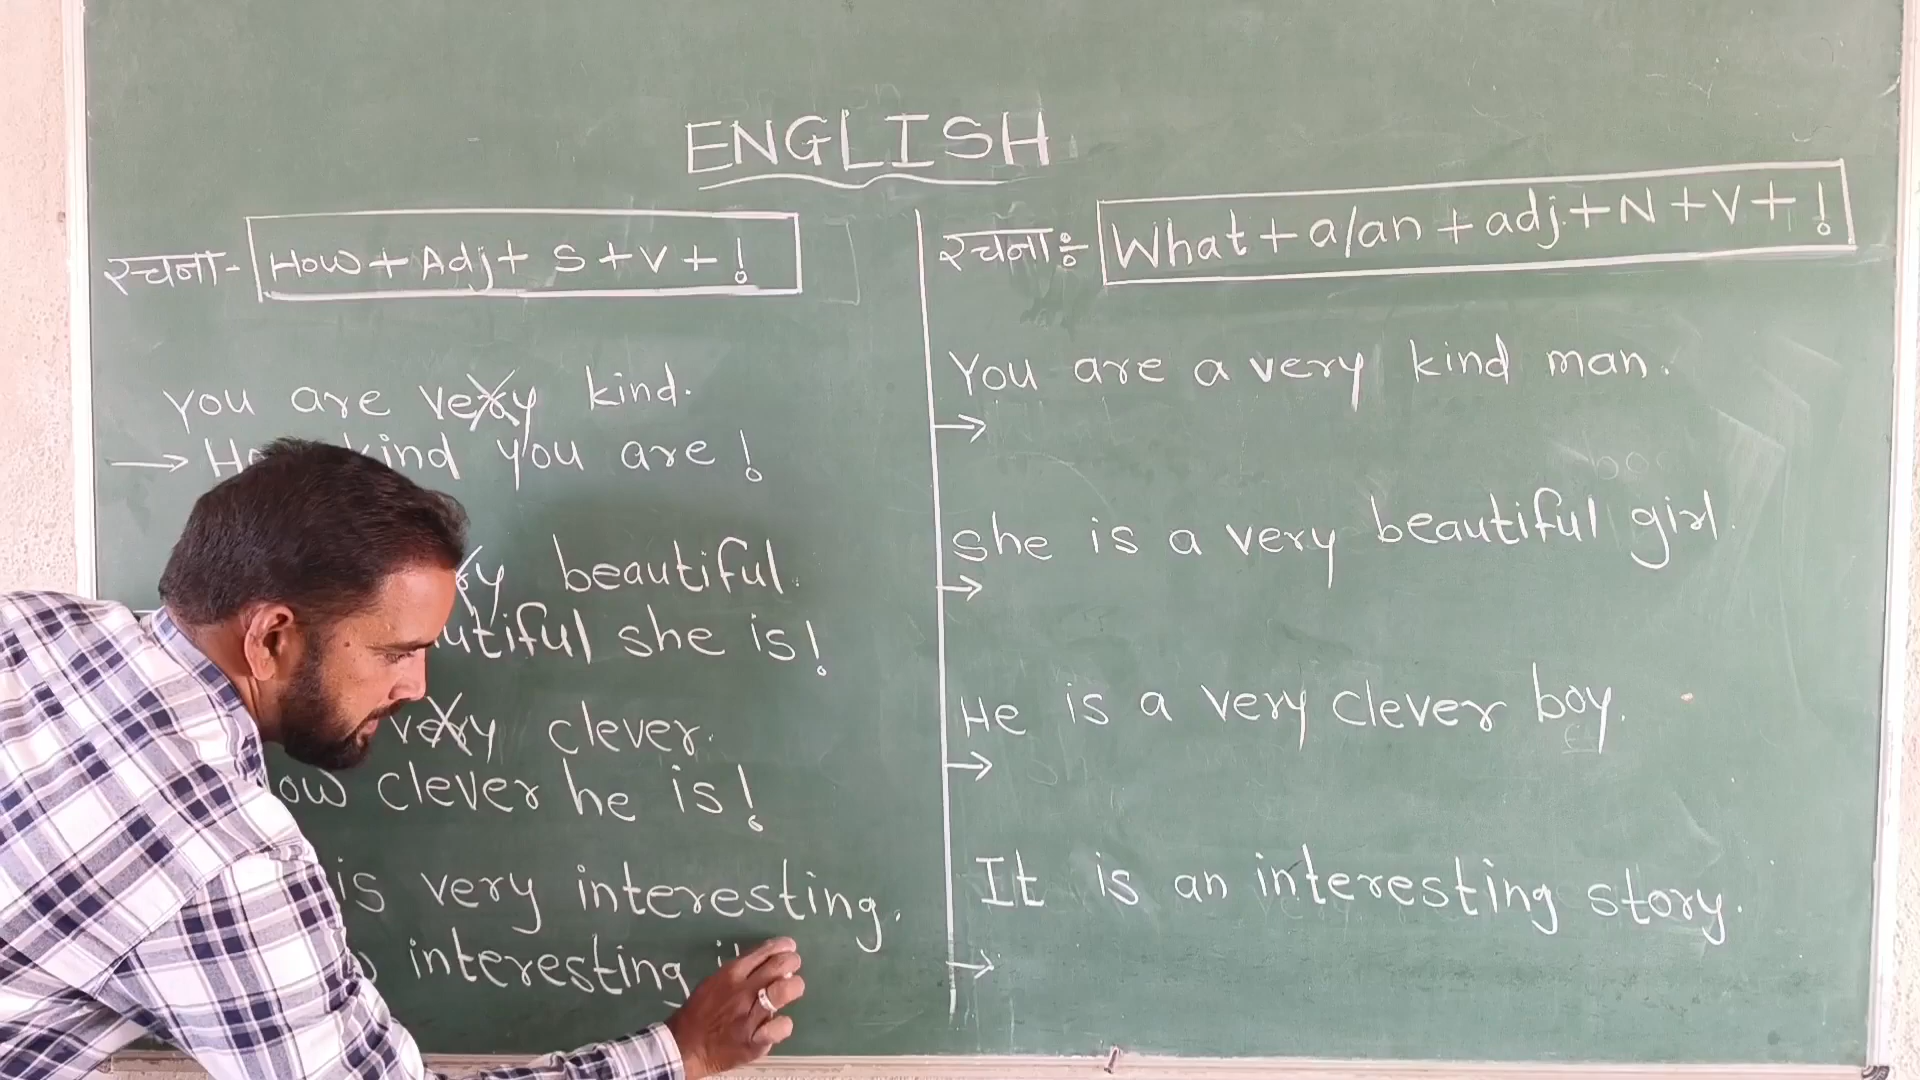 ENGLISH
रचना- How + Adj + S + V + !
You are very kind.
→ kind you are !
beautiful.
she is!
very clever.
clever he is!
is very interesting.
interesting
रचना÷ What + a/an + adj. + N + V + !
You are a very kind man.
→
She is a very beautiful girl.
→
He is a very clever boy.
→
It is an interesting story.
→